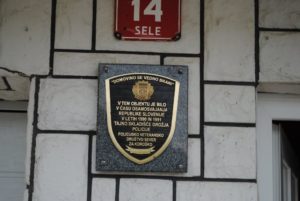 14
SELE
"DOMOVINO SE VEDNO BRANI"
V TEM OBJEKTU JE BILO
V ČASU OSAMOSVAJANJA
REPUBLIKE SLOVENIJE
V LETIH 1990 IN 1991
TAJNO SKLADIŠČE OROŽJA
POLICIJE
POLICIJSKO VETERANSKO
DRUŠTVO SEVER
ZA KOROŠKO